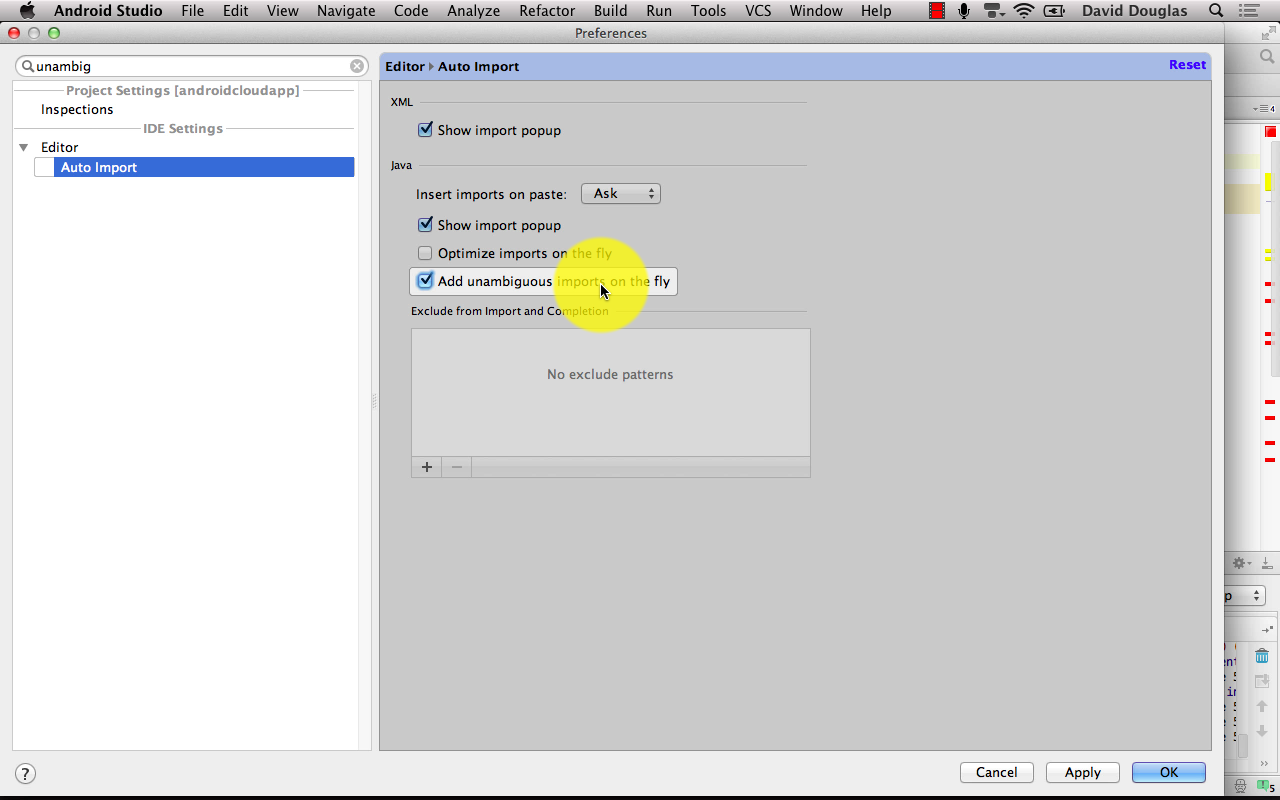 Android Studio File Edit View Navigate Code Analyze Refactor Build Run Tools VCS Window Help David Douglas
Preferences
unambig
Project Settings [androidcloudapp]
Inspections
IDE Settings
Editor
Auto Import
Editor Auto Import Reset
XML
Show import popup
Java
Insert imports on paste: Ask
Show import popup
Optimize imports on the fly
Add unambiguous imports on the fly
Exclude from Import and Completion
No exclude patterns
+ −
? Cancel Apply OK
4
5